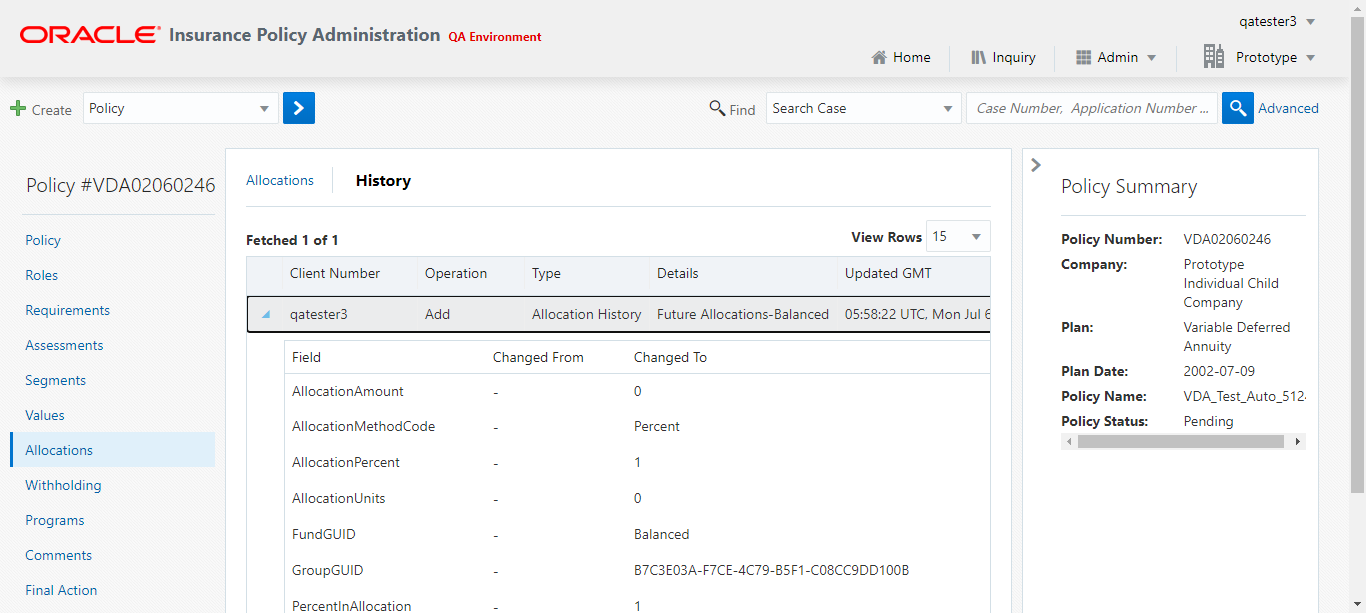 qatester3
ORACLE Insurance Policy Administration QA Environment
Home Inquiry Admin Prototype
Create Policy Find Search Case Case Number, Application Number ... Advanced
Policy #VDA02060246
Policy
Roles
Requirements
Assessments
Segments
Values
Allocations
Withholding
Programs
Comments
Final Action
Allocations History
Fetched 1 of 1 View Rows 15
Client Number Operation Type Details Updated GMT
qatester3 Add Allocation History Future Allocations-Balanced 05:58:22 UTC, Mon Jul 6
Field Changed From Changed To
AllocationAmount - 0
AllocationMethodCode - Percent
AllocationPercent - 1
AllocationUnits - 0
FundGUID - Balanced
GroupGUID - B7C3E03A-F7CE-4C79-B5F1-C08CC9DD100B
PercentInAllocation - 1
Policy Summary
Policy Number: VDA02060246
Company: Prototype
Individual Child
Company
Plan: Variable Deferred
Annuity
Plan Date: 2002-07-09
Policy Name: VDA_Test_Auto_512
Policy Status: Pending